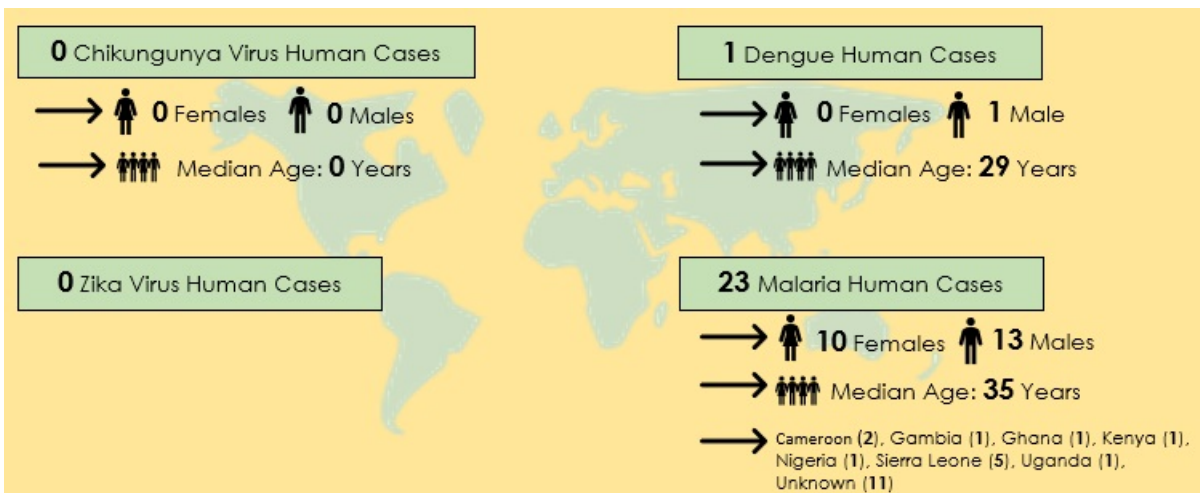 0 Chikungunya Virus Human Cases
0 Females 0 Males
Median Age: 0 Years
1 Dengue Human Cases
0 Females 1 Male
Median Age: 29 Years
0 Zika Virus Human Cases
23 Malaria Human Cases
10 Females 13 Males
Median Age: 35 Years
Cameroon (2), Gambia (1), Ghana (1), Kenya (1),
Nigeria (1), Sierra Leone (5), Uganda (1),
Unknown (11)